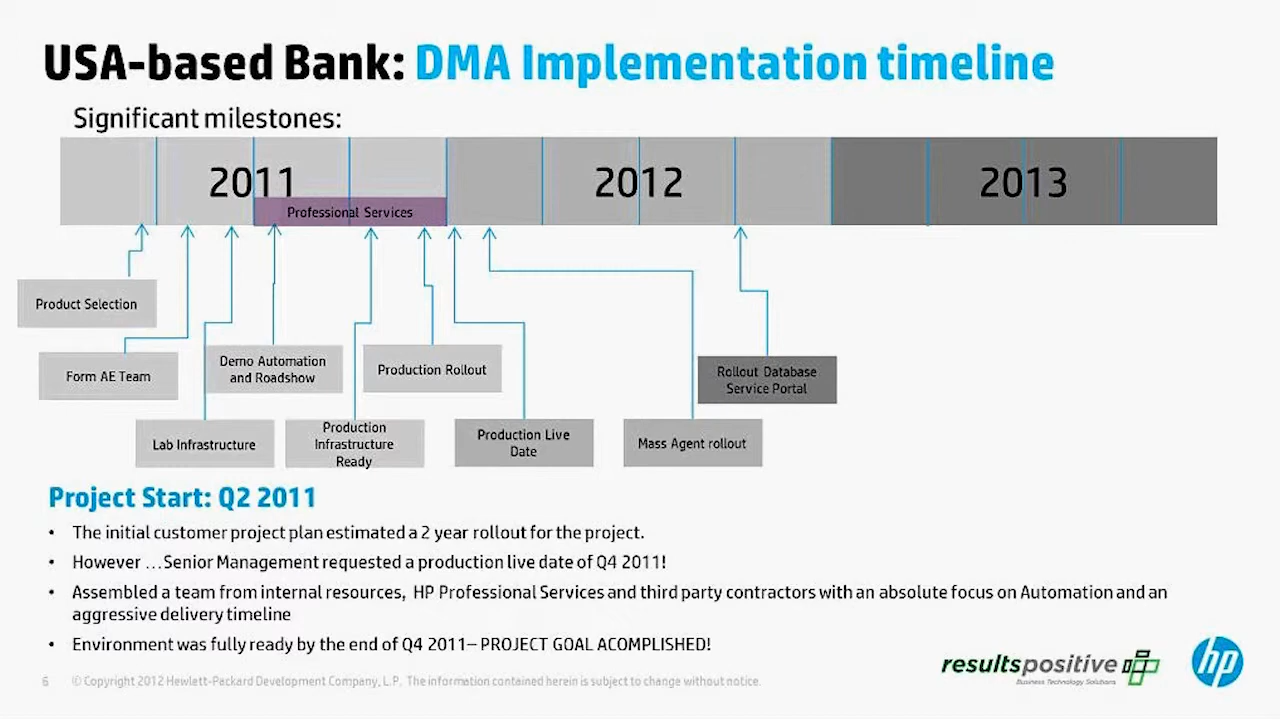 USA-based Bank: DMA Implementation timeline
Significant milestones:
2011
2012
2013
Professional Services
Product Selection
Form AE Team
Demo Automation
and Roadshow
Production Rollout
Rollout Database
Service Portal
Lab Infrastructure
Production
Infrastructure
Ready
Production Live
Date
Mass Agent rollout
Project Start: Q2 2011
• The initial customer project plan estimated a 2 year rollout for the project.
• However …Senior Management requested a production live date of Q4 2011!
• Assembled a team from internal resources, HP Professional Services and third party contractors with an absolute focus on Automation and an
aggressive delivery timeline
• Environment was fully ready by the end of Q4 2011– PROJECT GOAL ACOMPLISHED!
resultspositive
Business Technology Solutions
hp
6 © Copyright 2012 Hewlett-Packard Development Company, L.P. The information contained herein is subject to change without notice.